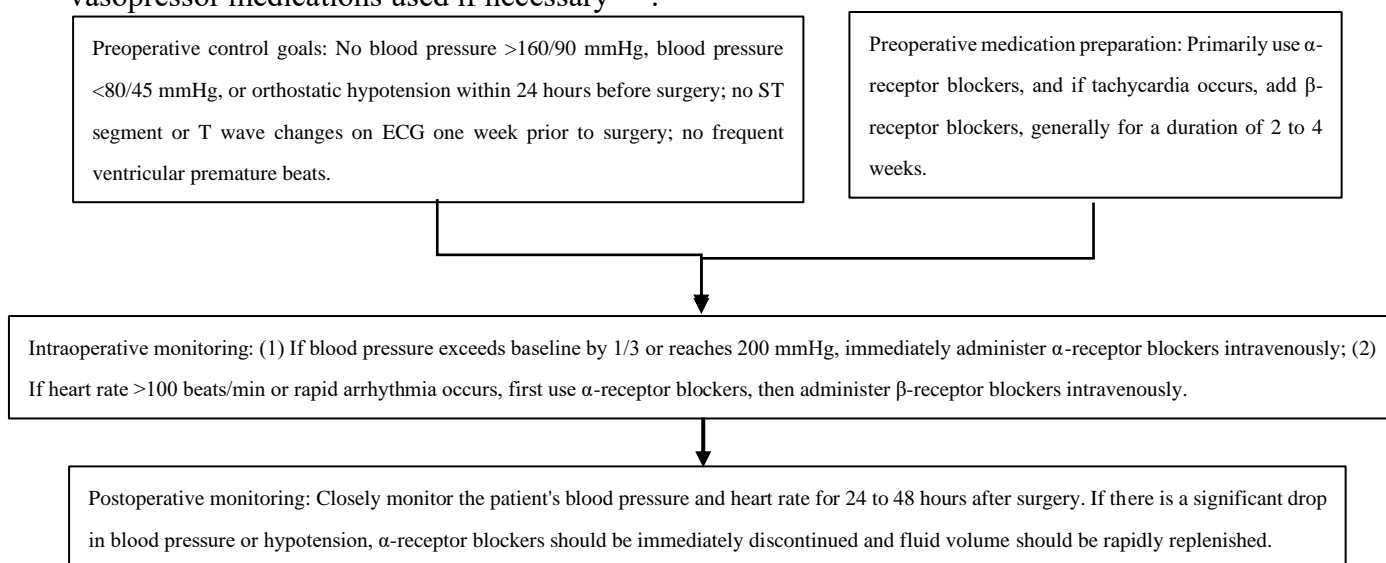 vasopressor medications used if necessary
Preoperative control goals: No blood pressure >160/90 mmHg, blood pressure
<80/45 mmHg, or orthostatic hypotension within 24 hours before surgery; no ST
segment or T wave changes on ECG one week prior to surgery; no frequent
ventricular premature beats.
Preoperative medication preparation: Primarily use α-
receptor blockers, and if tachycardia occurs, add β-
receptor blockers, generally for a duration of 2 to 4
weeks.
Intraoperative monitoring: (1) If blood pressure exceeds baseline by 1/3 or reaches 200 mmHg, immediately administer α-receptor blockers intravenously; (2)
If heart rate >100 beats/min or rapid arrhythmia occurs, first use α-receptor blockers, then administer β-receptor blockers intravenously.
Postoperative monitoring: Closely monitor the patient's blood pressure and heart rate for 24 to 48 hours after surgery. If there is a significant drop
in blood pressure or hypotension, α-receptor blockers should be immediately discontinued and fluid volume should be rapidly replenished.